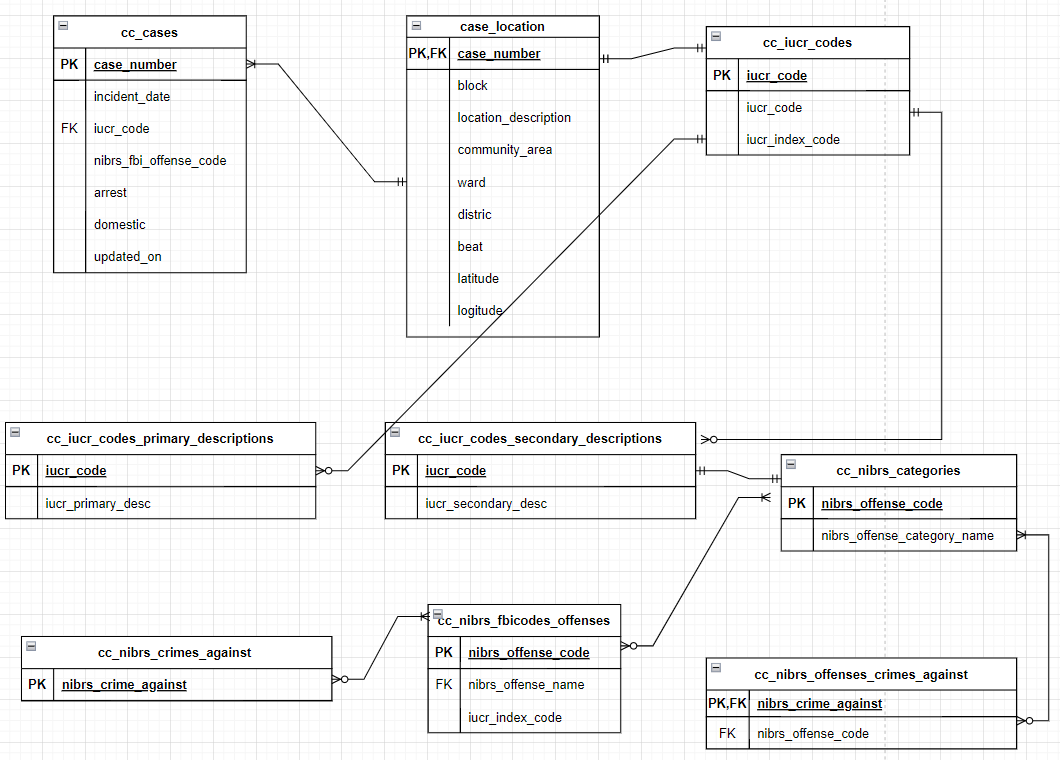 cc_cases
PK case_number
incident_date
FK iucr_code
nibrs_fbi_offense_code
arrest
domestic
updated_on
case_location
PK,FK case_number
block
location_description
community_area
ward
distric
beat
latitude
logitude
cc_iucr_codes
PK iucr_code
iucr_code
iucr_index_code
cc_iucr_codes_primary_descriptions
PK iucr_code
iucr_primary_desc
cc_iucr_codes_secondary_descriptions
PK iucr_code
iucr_secondary_desc
cc_nibrs_categories
PK nibrs_offense_code
nibrs_offense_category_name
cc_nibrs_crimes_against
PK nibrs_crime_against
cc_nibrs_fbicodes_offenses
PK nibrs_offense_code
FK nibrs_offense_name
iucr_index_code
cc_nibrs_offenses_crimes_against
PK,FK nibrs_crime_against
FK nibrs_offense_code